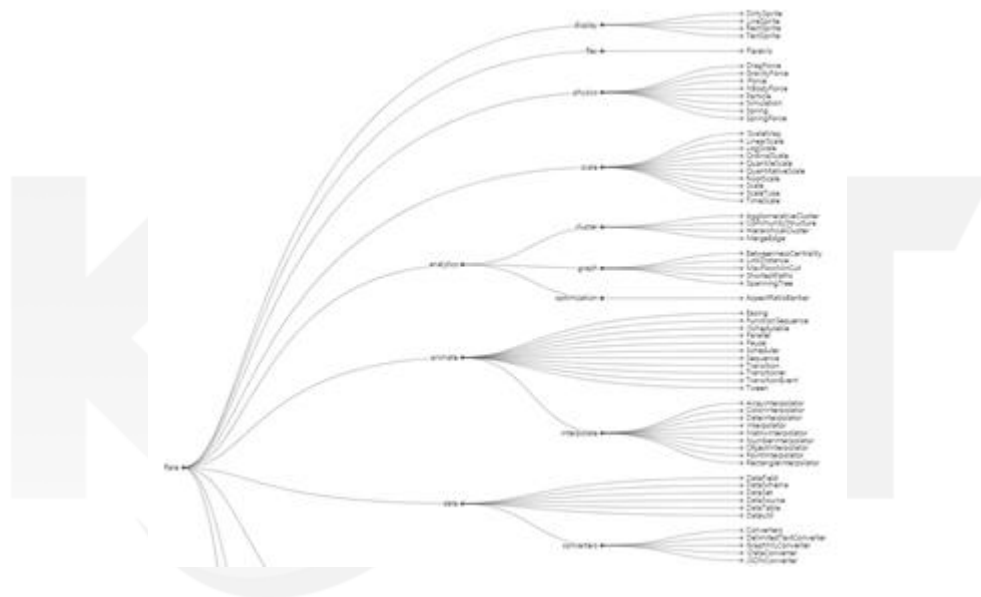 DirtySprite
LineSprite
RectSprite
TextSprite
display
FlareVis
flex
DragForce
GravityForce
IForce
NBodyForce
Particle
Simulation
Spring
SpringForce
physics
IScaleMap
LinearScale
LogScale
OrdinalScale
QuantileScale
QuantitativeScale
RootScale
Scale
ScaleType
TimeScale
scale
AgglomerativeCluster
CommunityStructure
HierarchicalCluster
MergeEdge
cluster
analytics
BetweennessCentrality
LinkDistance
MaxFlowMinCut
ShortestPaths
SpanningTree
graph
optimization
AspectRatioBanker
Easing
FunctionSequence
ISchedulable
Parallel
Pause
Scheduler
Sequence
Transition
Transitioner
TransitionEvent
Tween
animate
ArrayInterpolator
ColorInterpolator
DateInterpolator
Interpolator
MatrixInterpolator
NumberInterpolator
ObjectInterpolator
PointInterpolator
RectangleInterpolator
interpolate
flare
DataField
DataSchema
DataSet
DataSource
DataTable
DataUtil
data
Converters
DelimitedTextConverter
GraphMLConverter
IDataConverter
JSONConverter
converters